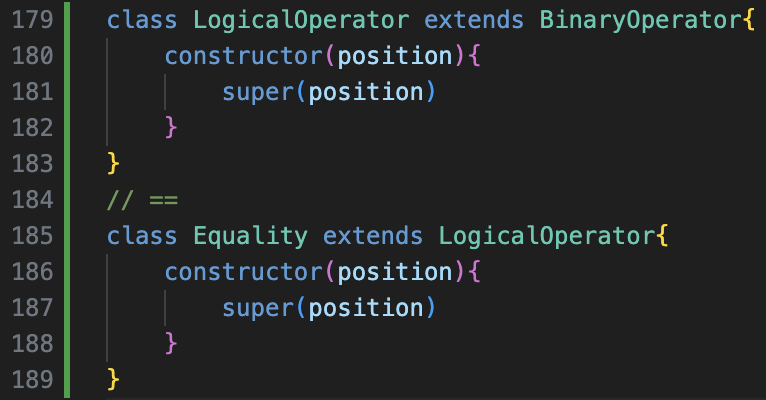 179 class LogicalOperator extends BinaryOperator{
180     constructor(position){
181         super(position)
182     }
183 }
184 // ==
185 class Equality extends LogicalOperator{
186     constructor(position){
187         super(position)
188     }
189 }